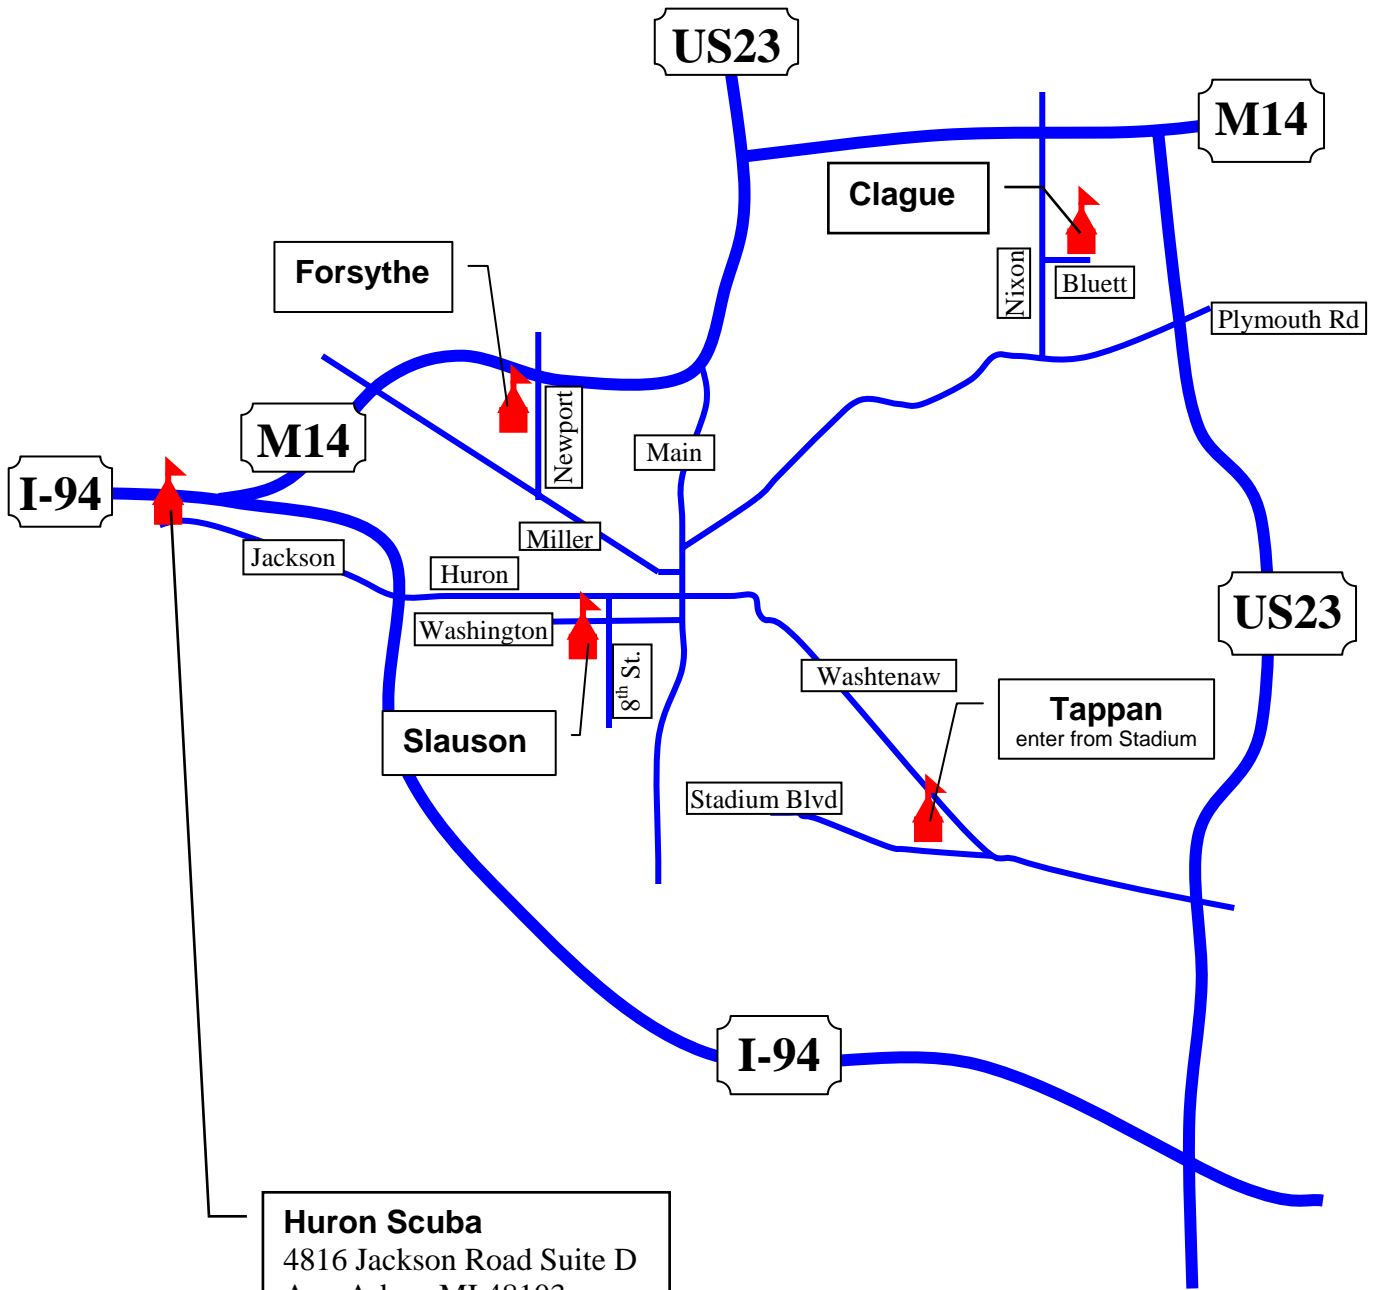 US23
M14
Clague
Forsythe
Nixon
Bluett
Plymouth Rd
M14
Newport
Main
I-94
Miller
Jackson
Huron
US23
Washington
8th St.
Washtenaw
Tappan
enter from Stadium
Slauson
Stadium Blvd
I-94
Huron Scuba
4816 Jackson Road Suite D